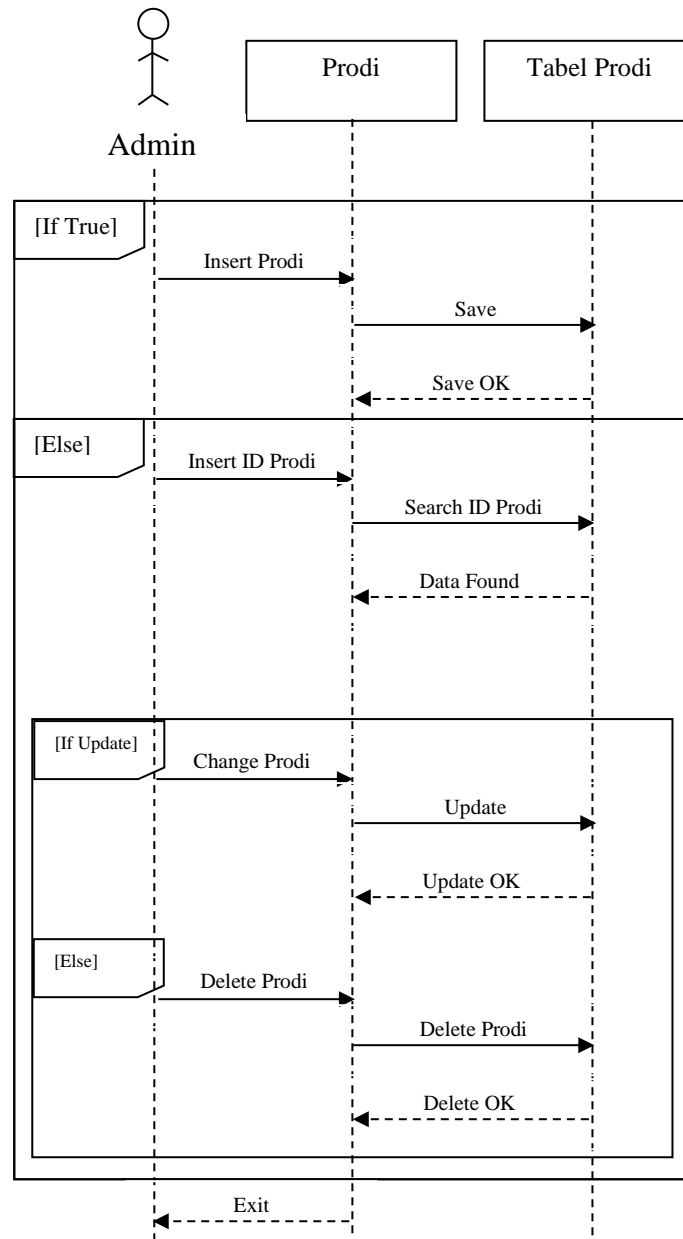 Prodi
Tabel Prodi
Admin
[If True]
Insert Prodi
Save
Save OK
[Else]
Insert ID Prodi
Search ID Prodi
Data Found
[If Update]
Change Prodi
Update
Update OK
[Else]
Delete Prodi
Delete Prodi
Delete OK
Exit